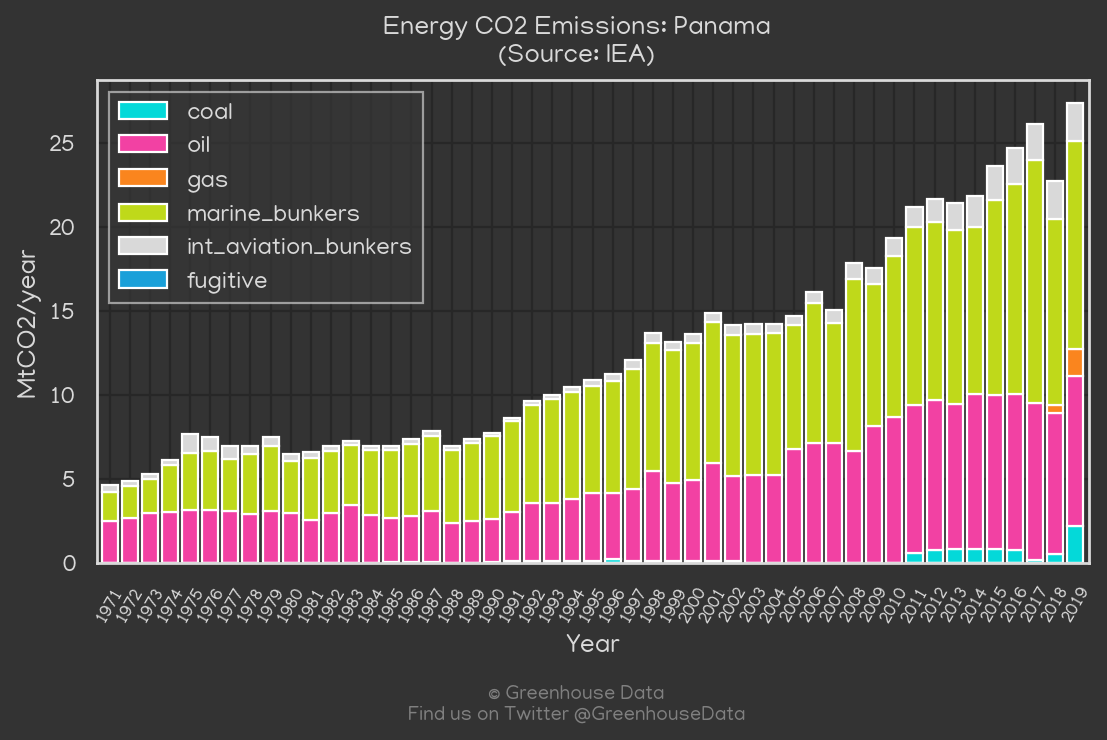 Energy CO2 Emissions: Panama
(Source: IEA)
coal
oil
gas
marine_bunkers
int_aviation_bunkers
fugitive
MtCO2/year
25
20
15
10
5
0
1971 1972 1973 1974 1975 1976 1977 1978 1979 1980 1981 1982 1983 1984 1985 1986 1987 1988 1989 1990 1991 1992 1993 1994 1995 1996 1997 1998 1999 2000 2001 2002 2003 2004 2005 2006 2007 2008 2009 2010 2011 2012 2013 2014 2015 2016 2017 2018 2019
Year
© Greenhouse Data
Find us on Twitter @GreenhouseData